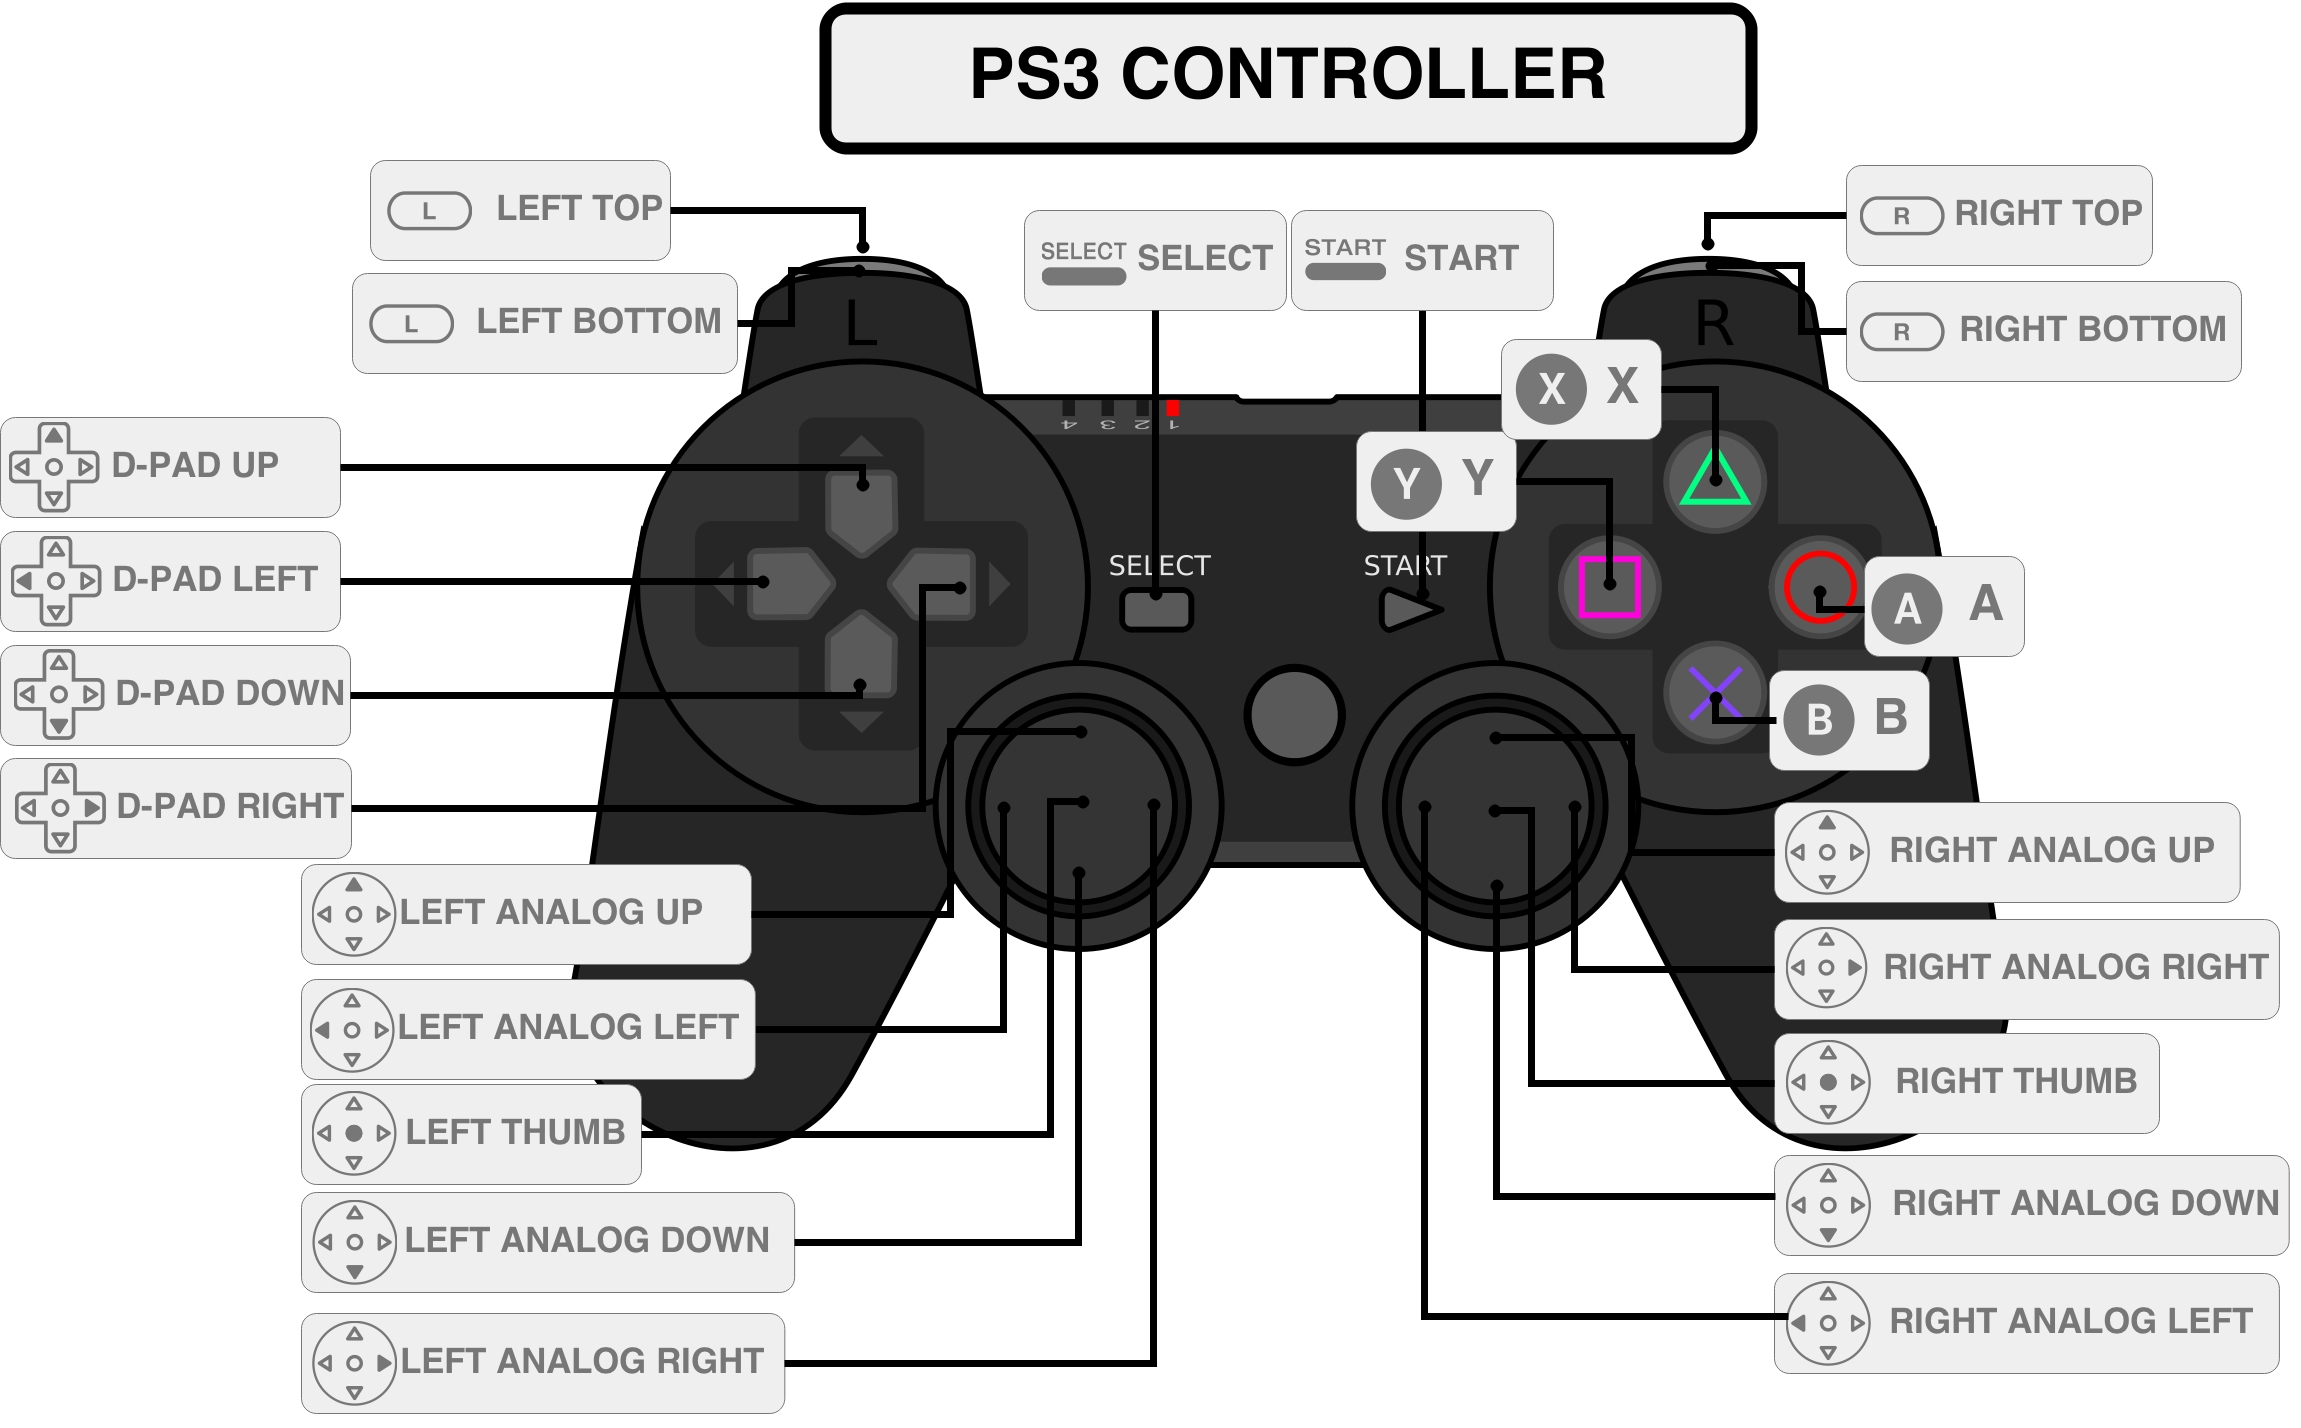 PS3 CONTROLLER
L LEFT TOP
R RIGHT TOP
SELECT SELECT
START START
L LEFT BOTTOM
R RIGHT BOTTOM
L
R
X X
4 3 2 1
D-PAD UP
Y Y
SELECT
START
D-PAD LEFT
A A
D-PAD DOWN
B B
D-PAD RIGHT
RIGHT ANALOG UP
LEFT ANALOG UP
RIGHT ANALOG RIGHT
LEFT ANALOG LEFT
RIGHT THUMB
LEFT THUMB
RIGHT ANALOG DOWN
LEFT ANALOG DOWN
RIGHT ANALOG LEFT
LEFT ANALOG RIGHT